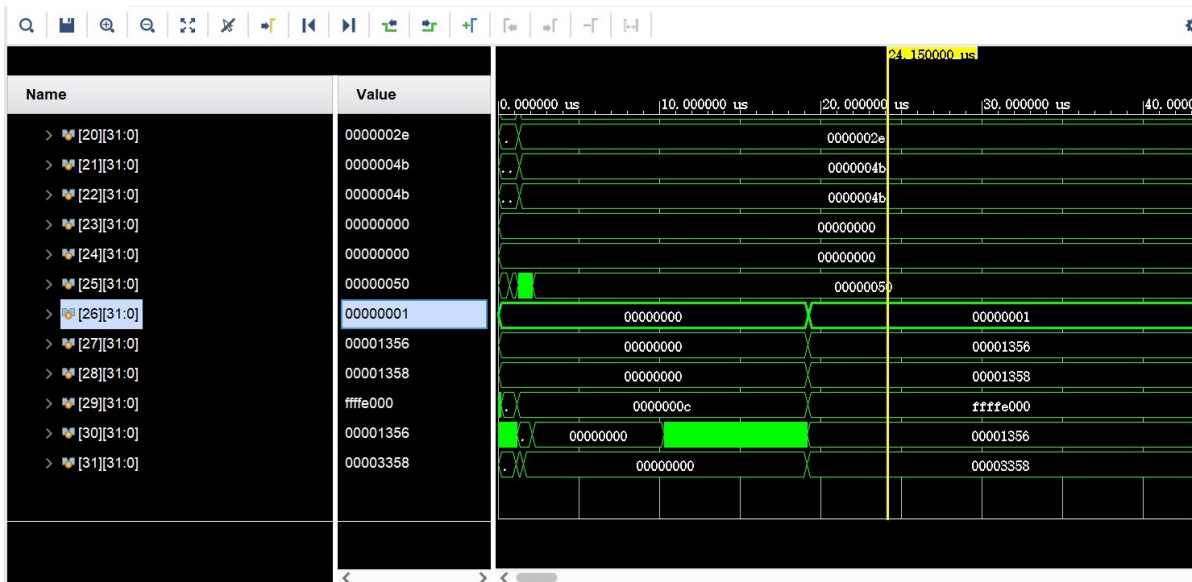 24.150000 us
Name Value
0.000000 us 10.000000 us 20.000000 us 30.000000 us 40.0000
[20][31:0] 0000002e . 0000002e
[21][31:0] 0000004b .. 0000004b
[22][31:0] 0000004b .. 0000004b
[23][31:0] 00000000 00000000
[24][31:0] 00000000 00000000
[25][31:0] 00000050 00000050
[26][31:0] 00000001 00000000 00000001
[27][31:0] 00001356 00000000 00001356
[28][31:0] 00001358 00000000 00001358
[29][31:0] ffffe000 . 0000000c ffffe000
[30][31:0] 00001356 . 00000000 00001356
[31][31:0] 00003358 . 00000000 00003358